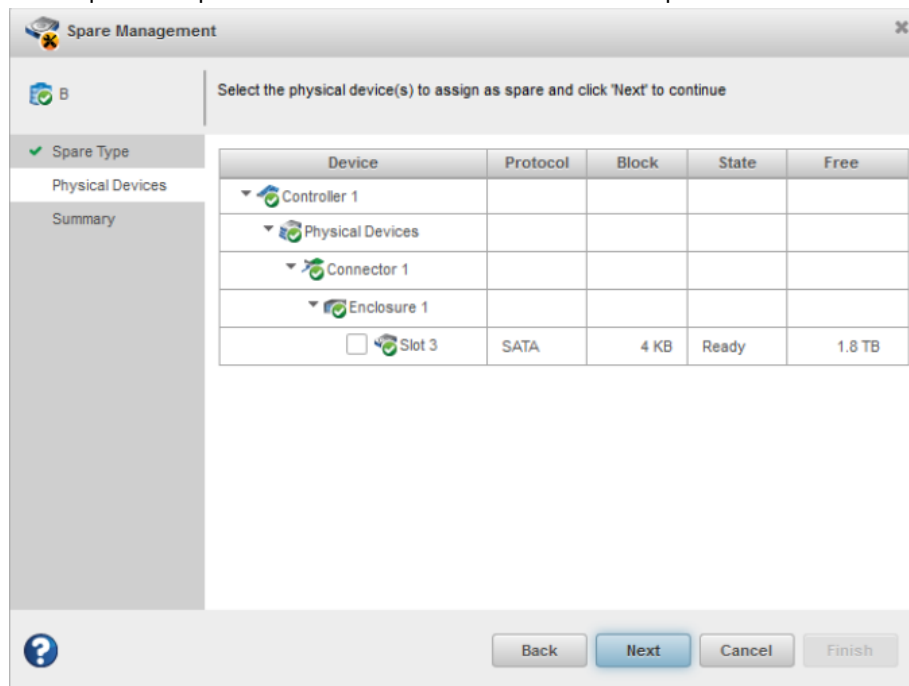 Spare Management
B
Select the physical device(s) to assign as spare and click 'Next' to continue
Spare Type
Physical Devices
Summary
Device Protocol Block State Free
Controller 1
Physical Devices
Connector 1
Enclosure 1
Slot 3 SATA 4 KB Ready 1.8 TB
? Back Next Cancel Finish